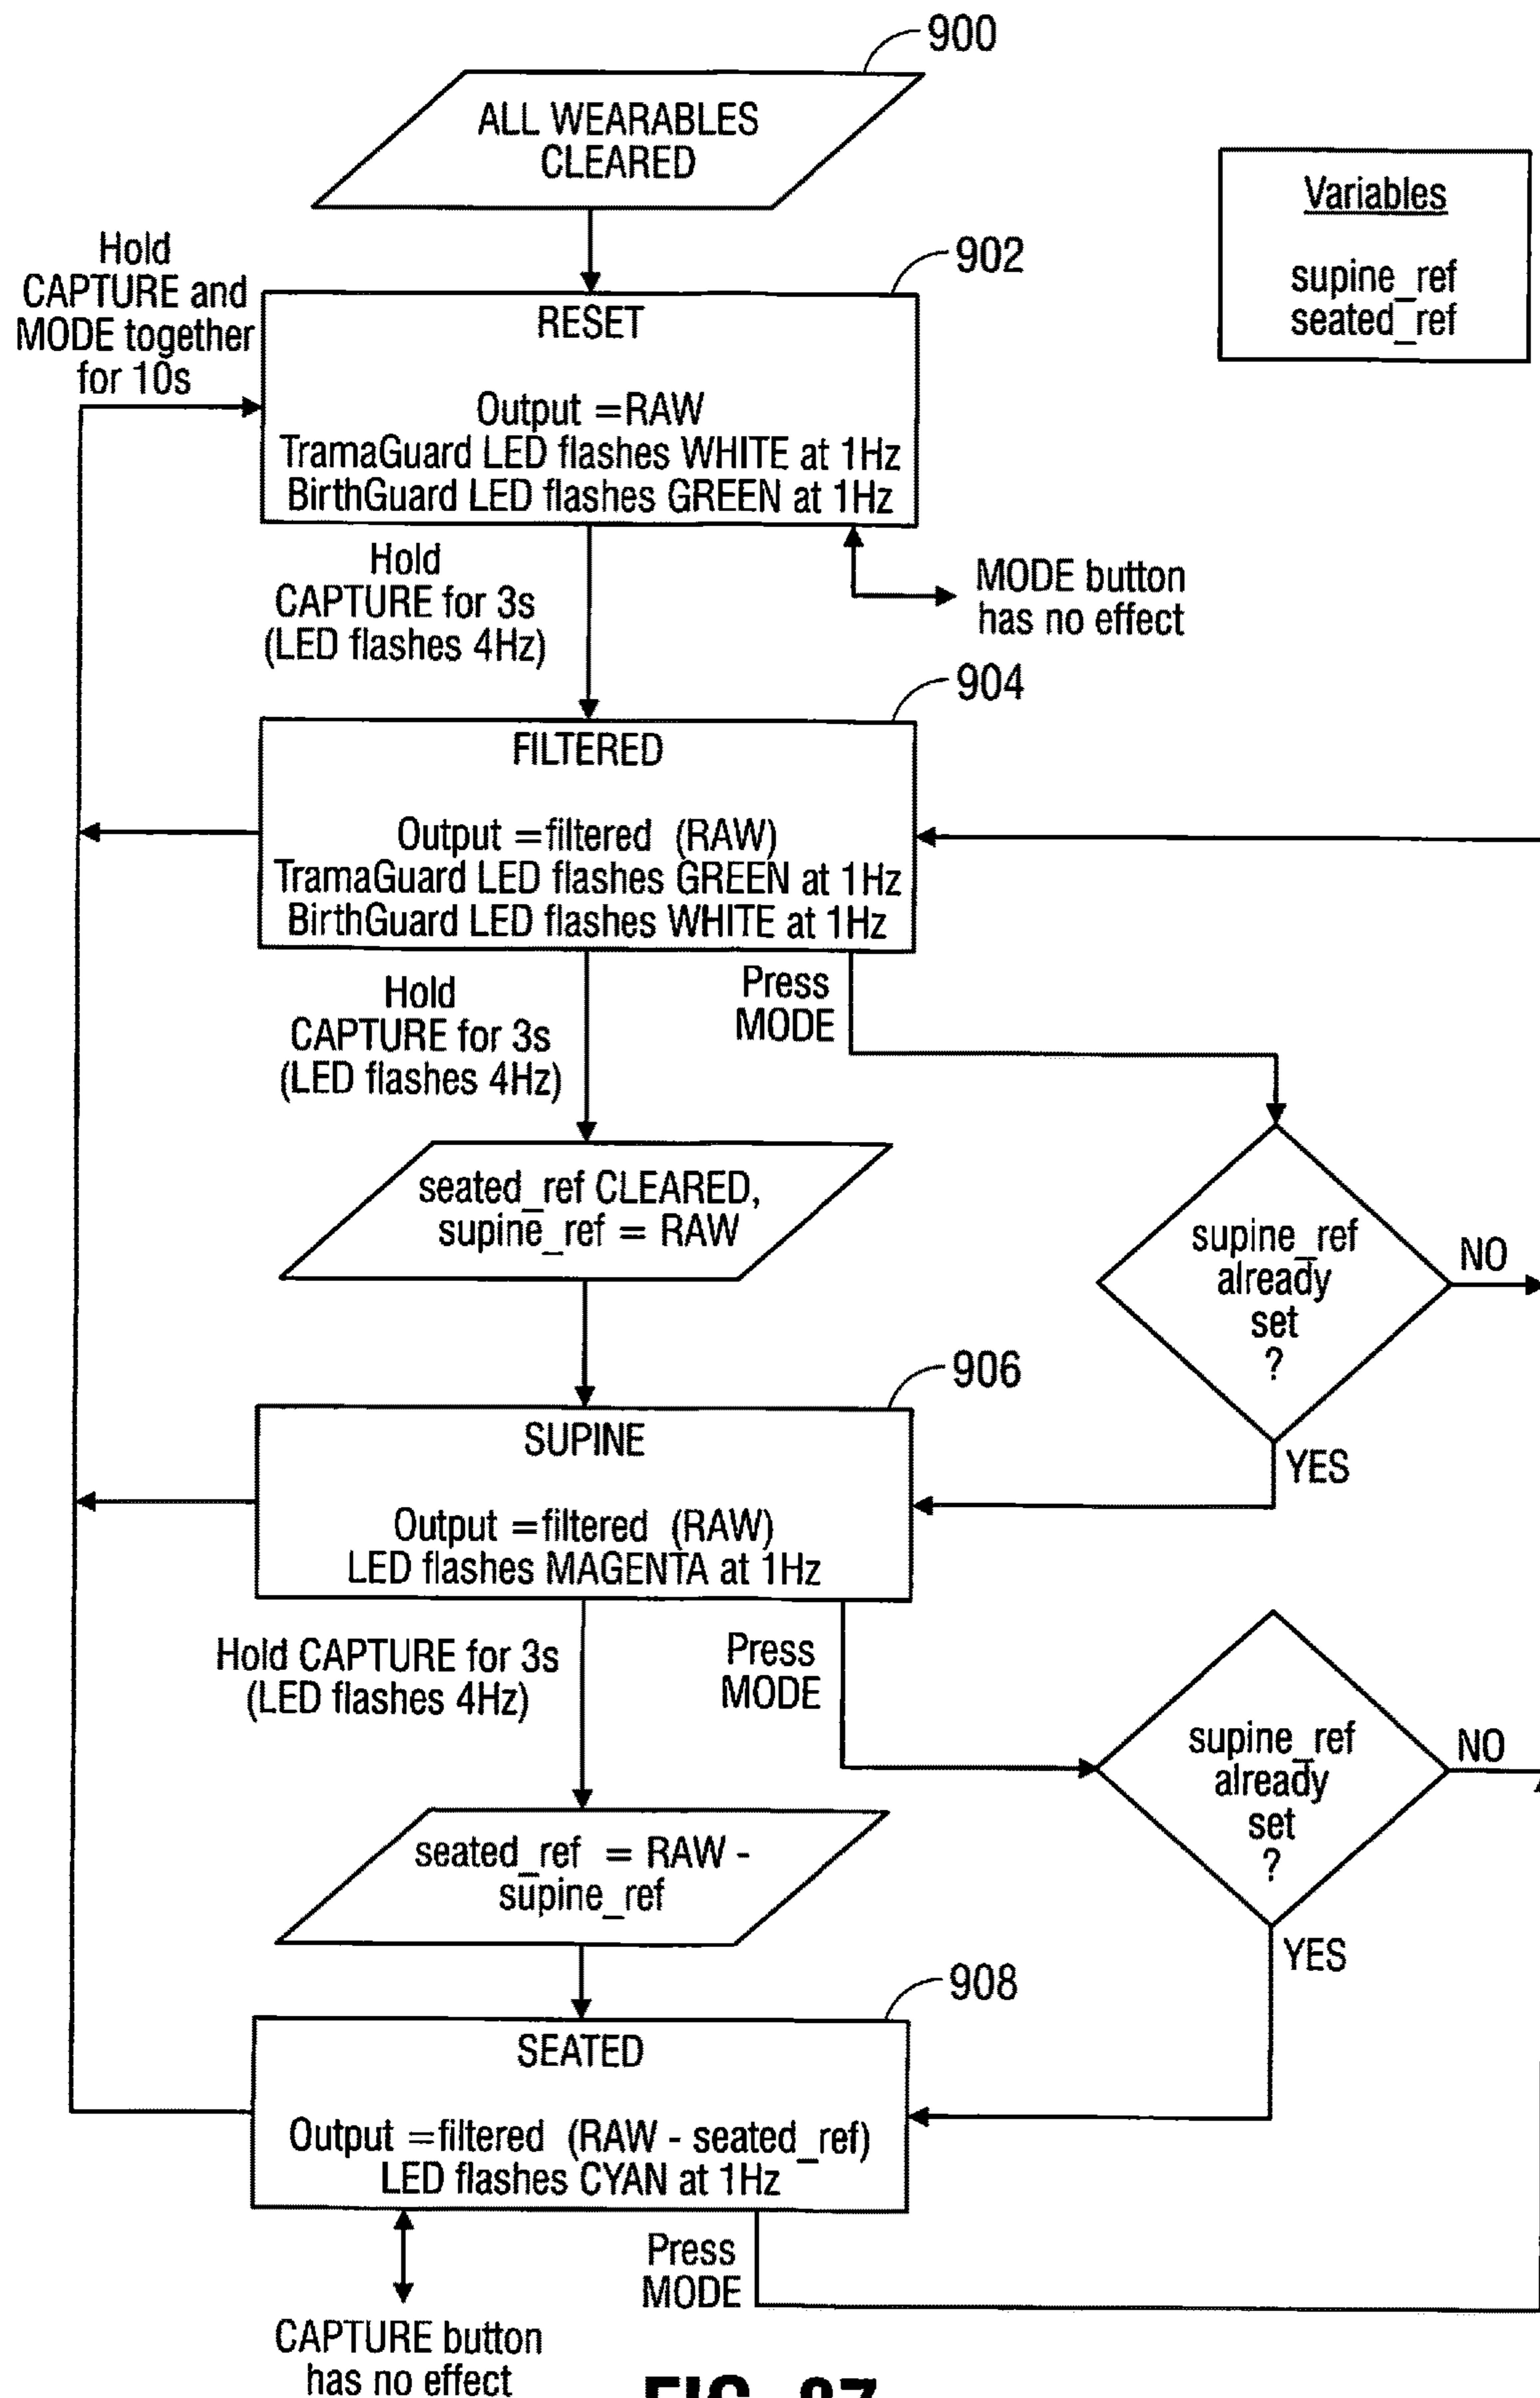 900
ALL WEARABLES
CLEARED
Variables
supine_ref
seated_ref
Hold
CAPTURE and
MODE together
for 10s
902
RESET
Output =RAW
TramaGuard LED flashes WHITE at 1Hz
BirthGuard LED flashes GREEN at 1Hz
Hold
CAPTURE for 3s
(LED flashes 4Hz)
MODE button
has no effect
904
FILTERED
Output =filtered (RAW)
TramaGuard LED flashes GREEN at 1Hz
BirthGuard LED flashes WHITE at 1Hz
Hold
CAPTURE for 3s
(LED flashes 4Hz)
Press
MODE
seated_ref CLEARED,
supine_ref = RAW
supine_ref
already
set
?
NO
YES
906
SUPINE
Output =filtered (RAW)
LED flashes MAGENTA at 1Hz
Hold CAPTURE for 3s
(LED flashes 4Hz)
Press
MODE
supine_ref
already
set
?
NO
YES
seated_ref = RAW -
supine_ref
908
SEATED
Output =filtered (RAW - seated_ref)
LED flashes CYAN at 1Hz
Press
MODE
CAPTURE button
has no effect